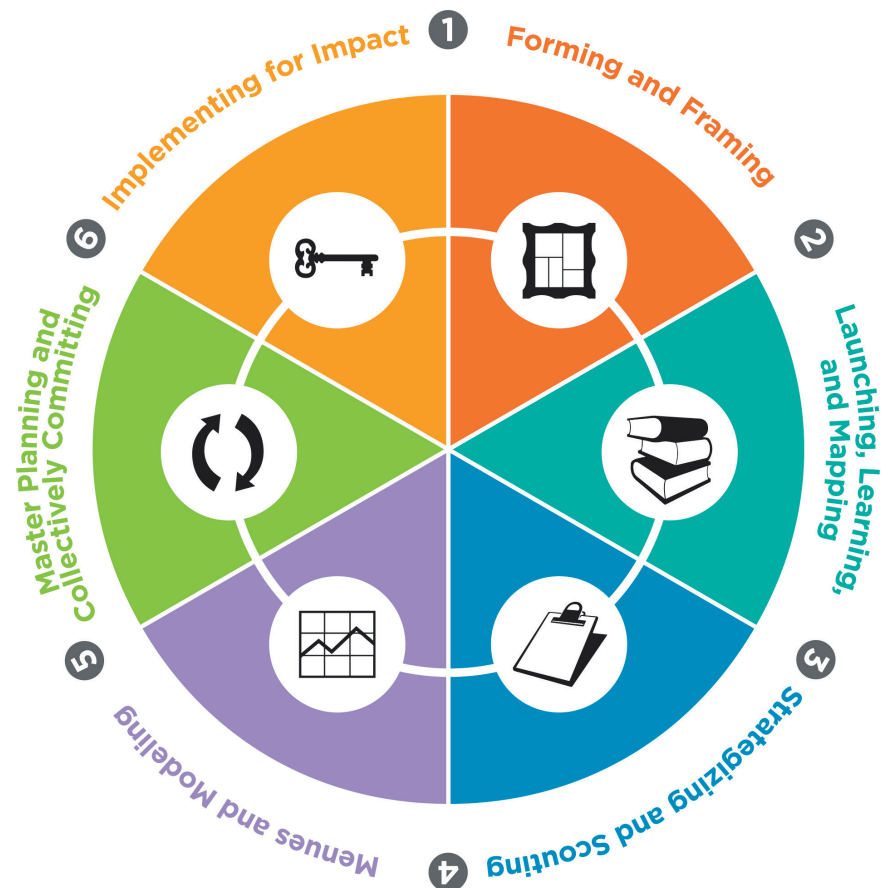 1
Forming and Framing
2
Launching, Learning,
and Mapping
3
Strategizing and Scouting
4
Menues and Modeling
5
Master Planning and
Collectively Committing
6
Implementing for Impact